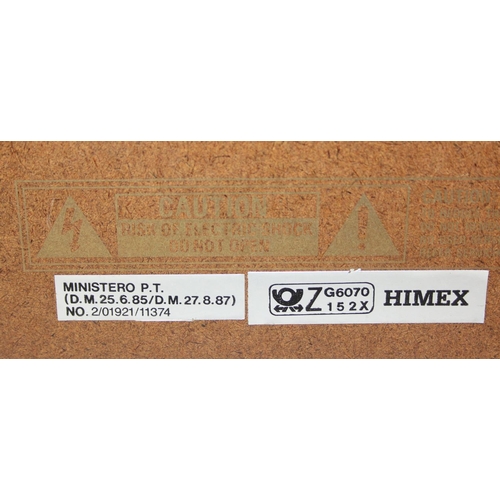 CAUTION
RISK OF ELECTRIC SHOCK
DO NOT OPEN
MINISTERO P.T.
(D.M.25.6.85/D.M.27.8.87)
NO. 2/01921/11374
Z G6070
152X
HIMEX